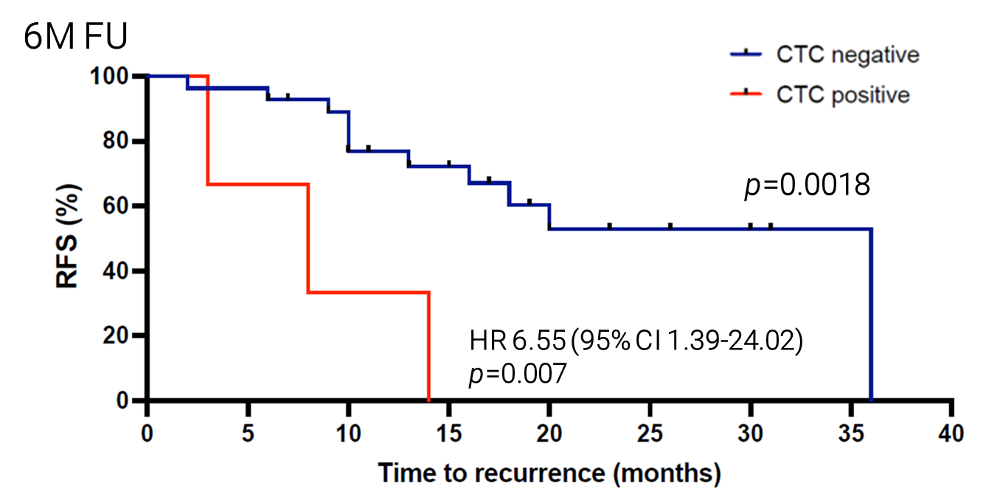 6M FU
CTC negative
CTC positive
100
80
60
40
20
0
RFS (%)
p=0.0018
HR 6.55 (95% CI 1.39-24.02)
p=0.007
0 5 10 15 20 25 30 35 40
Time to recurrence (months)